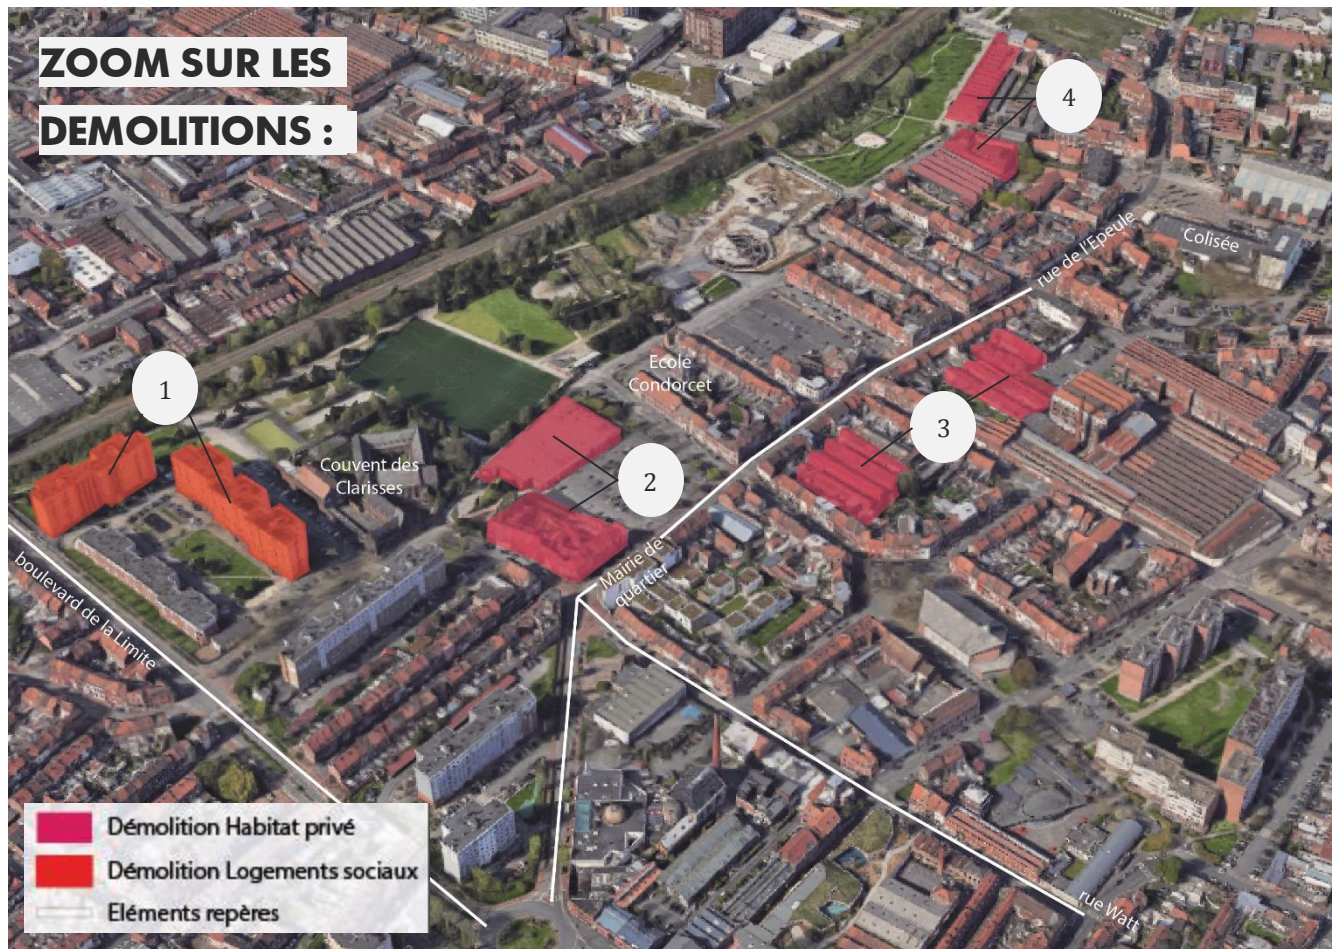 ZOOM SUR LES
DEMOLITIONS :
4
rue de l'Epeule
Colisée
Ecole
Condorcet
1
3
Couvent des
Clarisses
2
Mairie de
quartier
boulevard de la Limite
Démolition Habitat privé
Démolition Logements sociaux
Eléments repères
rue Watt